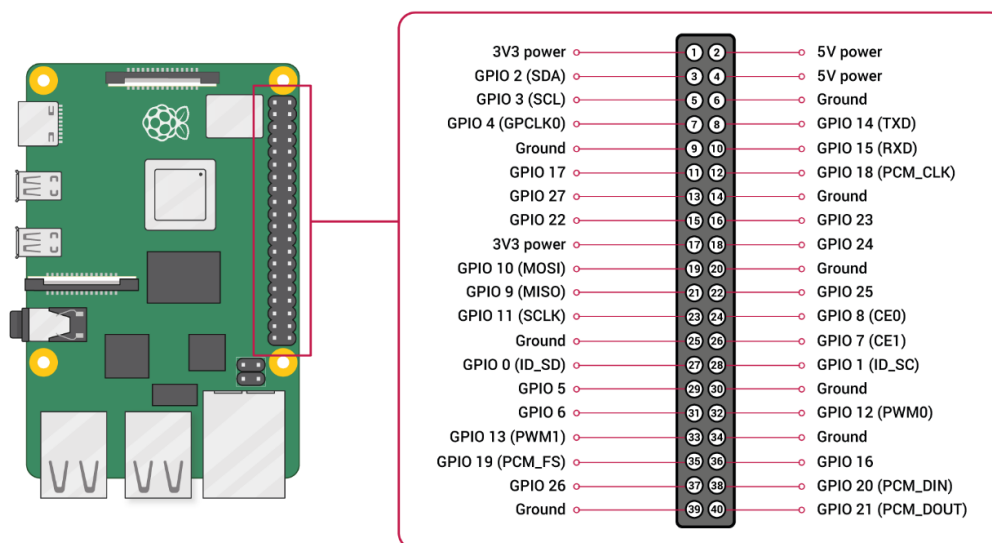 3V3 power 1 2 5V power
GPIO 2 (SDA) 3 4 5V power
GPIO 3 (SCL) 5 6 Ground
GPIO 4 (GPCLK0) 7 8 GPIO 14 (TXD)
Ground 9 10 GPIO 15 (RXD)
GPIO 17 11 12 GPIO 18 (PCM_CLK)
GPIO 27 13 14 Ground
GPIO 22 15 16 GPIO 23
3V3 power 17 18 GPIO 24
GPIO 10 (MOSI) 19 20 Ground
GPIO 9 (MISO) 21 22 GPIO 25
GPIO 11 (SCLK) 23 24 GPIO 8 (CE0)
Ground 25 26 GPIO 7 (CE1)
GPIO 0 (ID_SD) 27 28 GPIO 1 (ID_SC)
GPIO 5 29 30 Ground
GPIO 6 31 32 GPIO 12 (PWM0)
GPIO 13 (PWM1) 33 34 Ground
GPIO 19 (PCM_FS) 35 36 GPIO 16
GPIO 26 37 38 GPIO 20 (PCM_DIN)
Ground 39 40 GPIO 21 (PCM_DOUT)